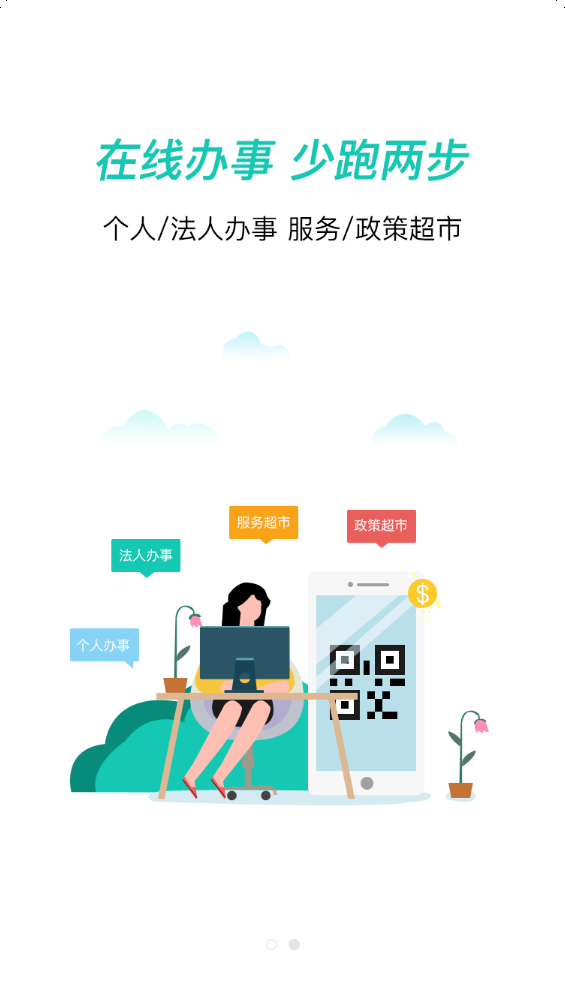 在线办事 少跑两步
个人/法人办事 服务/政策超市
服务超市
政策超市
法人办事
个人办事
$